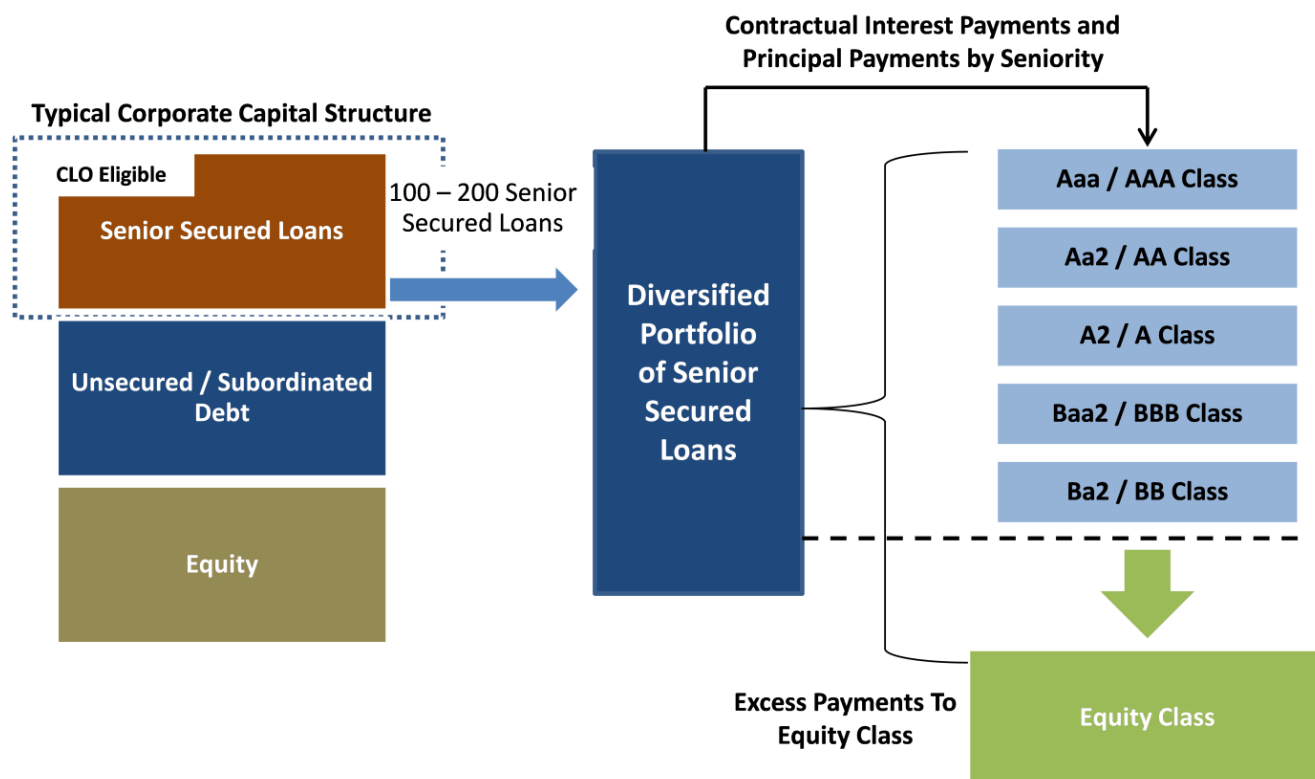 Contractual Interest Payments and
Principal Payments by Seniority
Typical Corporate Capital Structure
CLO Eligible
Senior Secured Loans
100 – 200 Senior
Secured Loans
Unsecured / Subordinated
Debt
Equity
Diversified
Portfolio
of Senior
Secured
Loans
Aaa / AAA Class
Aa2 / AA Class
A2 / A Class
Baa2 / BBB Class
Ba2 / BB Class
Excess Payments To
Equity Class
Equity Class